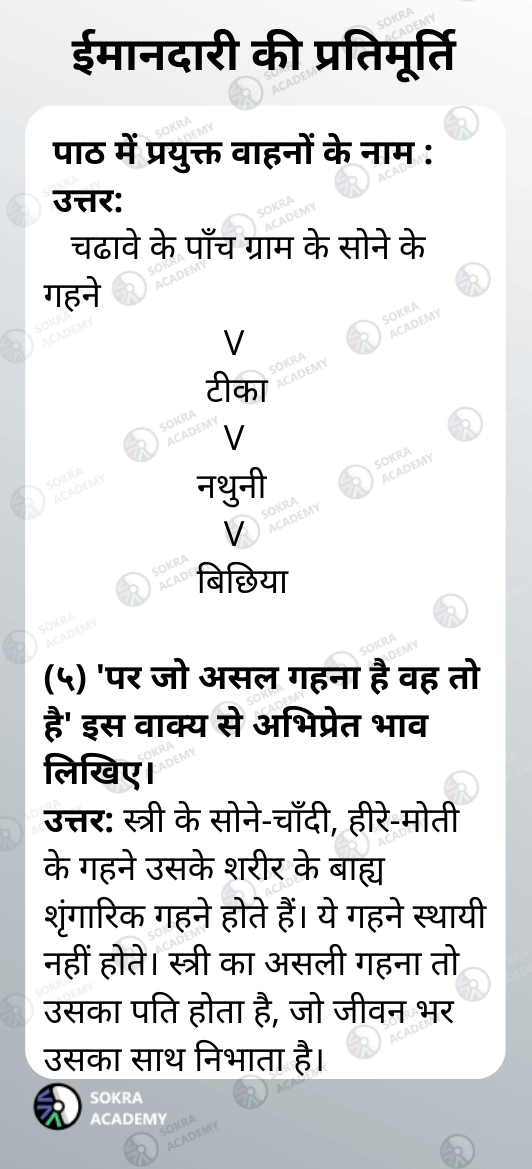 ईमानदारी की प्रतिमूर्ति
पाठ में प्रयुक्त वाहनों के नाम :
उत्तर:
चढावे के पाँच ग्राम के सोने के
गहने
V
टीका
V
नथुनी
V
बिछिया
(५) 'पर जो असल गहना है वह तो
है' इस वाक्य से अभिप्रेत भाव
लिखिए।
उत्तर: स्त्री के सोने-चाँदी, हीरे-मोती
के गहने उसके शरीर के बाह्य
शृंगारिक गहने होते हैं। ये गहने स्थायी
नहीं होते। स्त्री का असली गहना तो
उसका पति होता है, जो जीवन भर
उसका साथ निभाता है।
SOKRA
ACADEMY